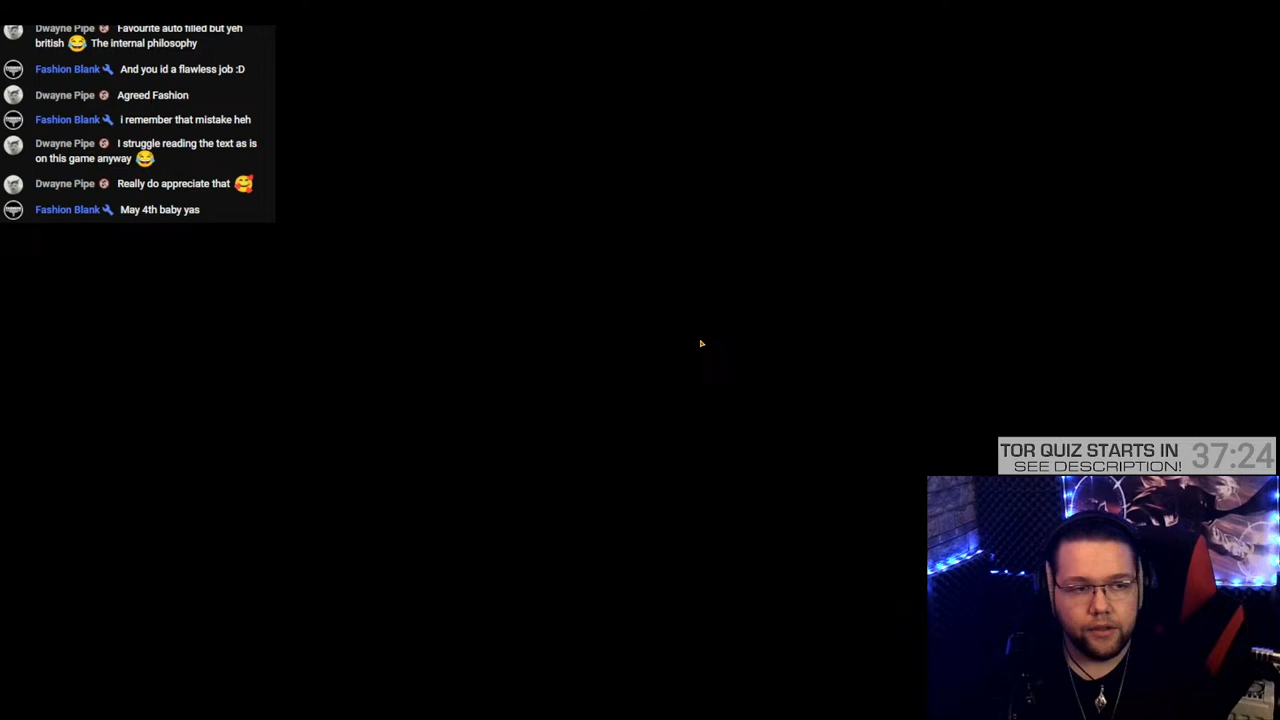 Dwayne Pipe Favourite auto filled but yeh
british 😂 The internal philosophy
Fashion Blank And you id a flawless job :D
Dwayne Pipe Agreed Fashion
Fashion Blank i remember that mistake heh
Dwayne Pipe I struggle reading the text as is
on this game anyway 😂
Dwayne Pipe Really do appreciate that 🥰
Fashion Blank May 4th baby yas
TOR QUIZ STARTS IN 37:24
SEE DESCRIPTION!